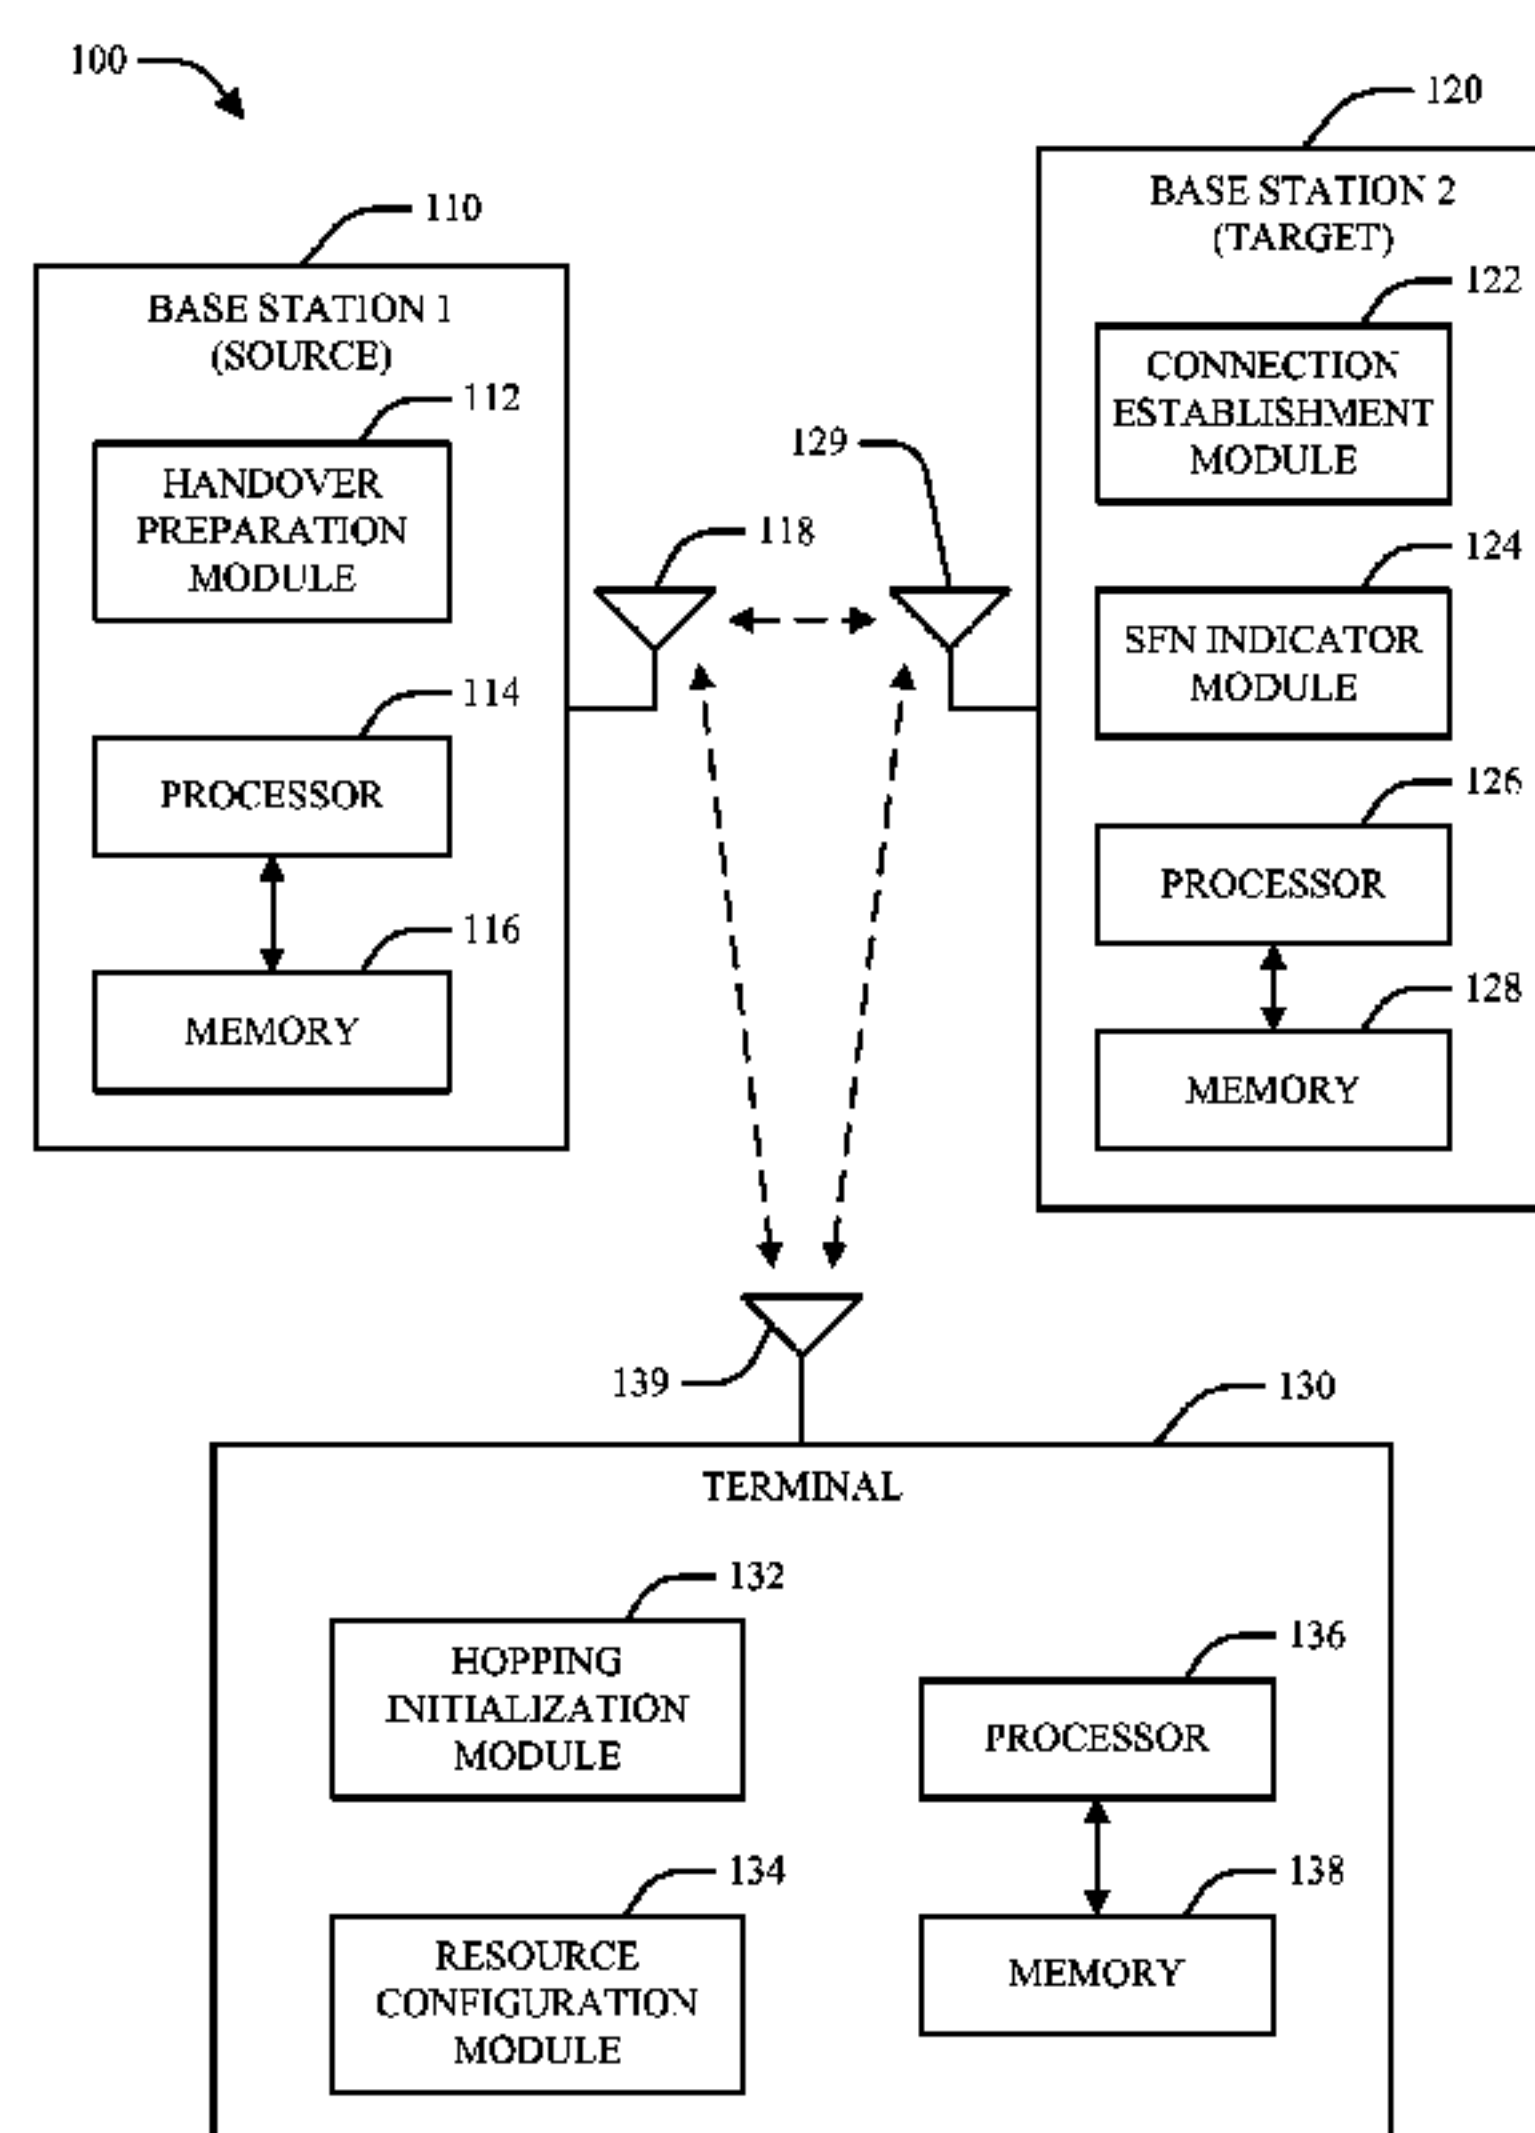 100
120
BASE STATION 2
(TARGET)
110
BASE STATION 1
(SOURCE)
122
CONNECTION
ESTABLISHMENT
MODULE
112
HANDOVER
PREPARATION
MODULE
129
118
124
SFN INDICATOR
MODULE
114
PROCESSOR
126
PROCESSOR
116
MEMORY
128
MEMORY
139
130
TERMINAL
132
HOPPING
INITIALIZATION
MODULE
136
PROCESSOR
134
RESOURCE
CONFIGURATION
MODULE
138
MEMORY